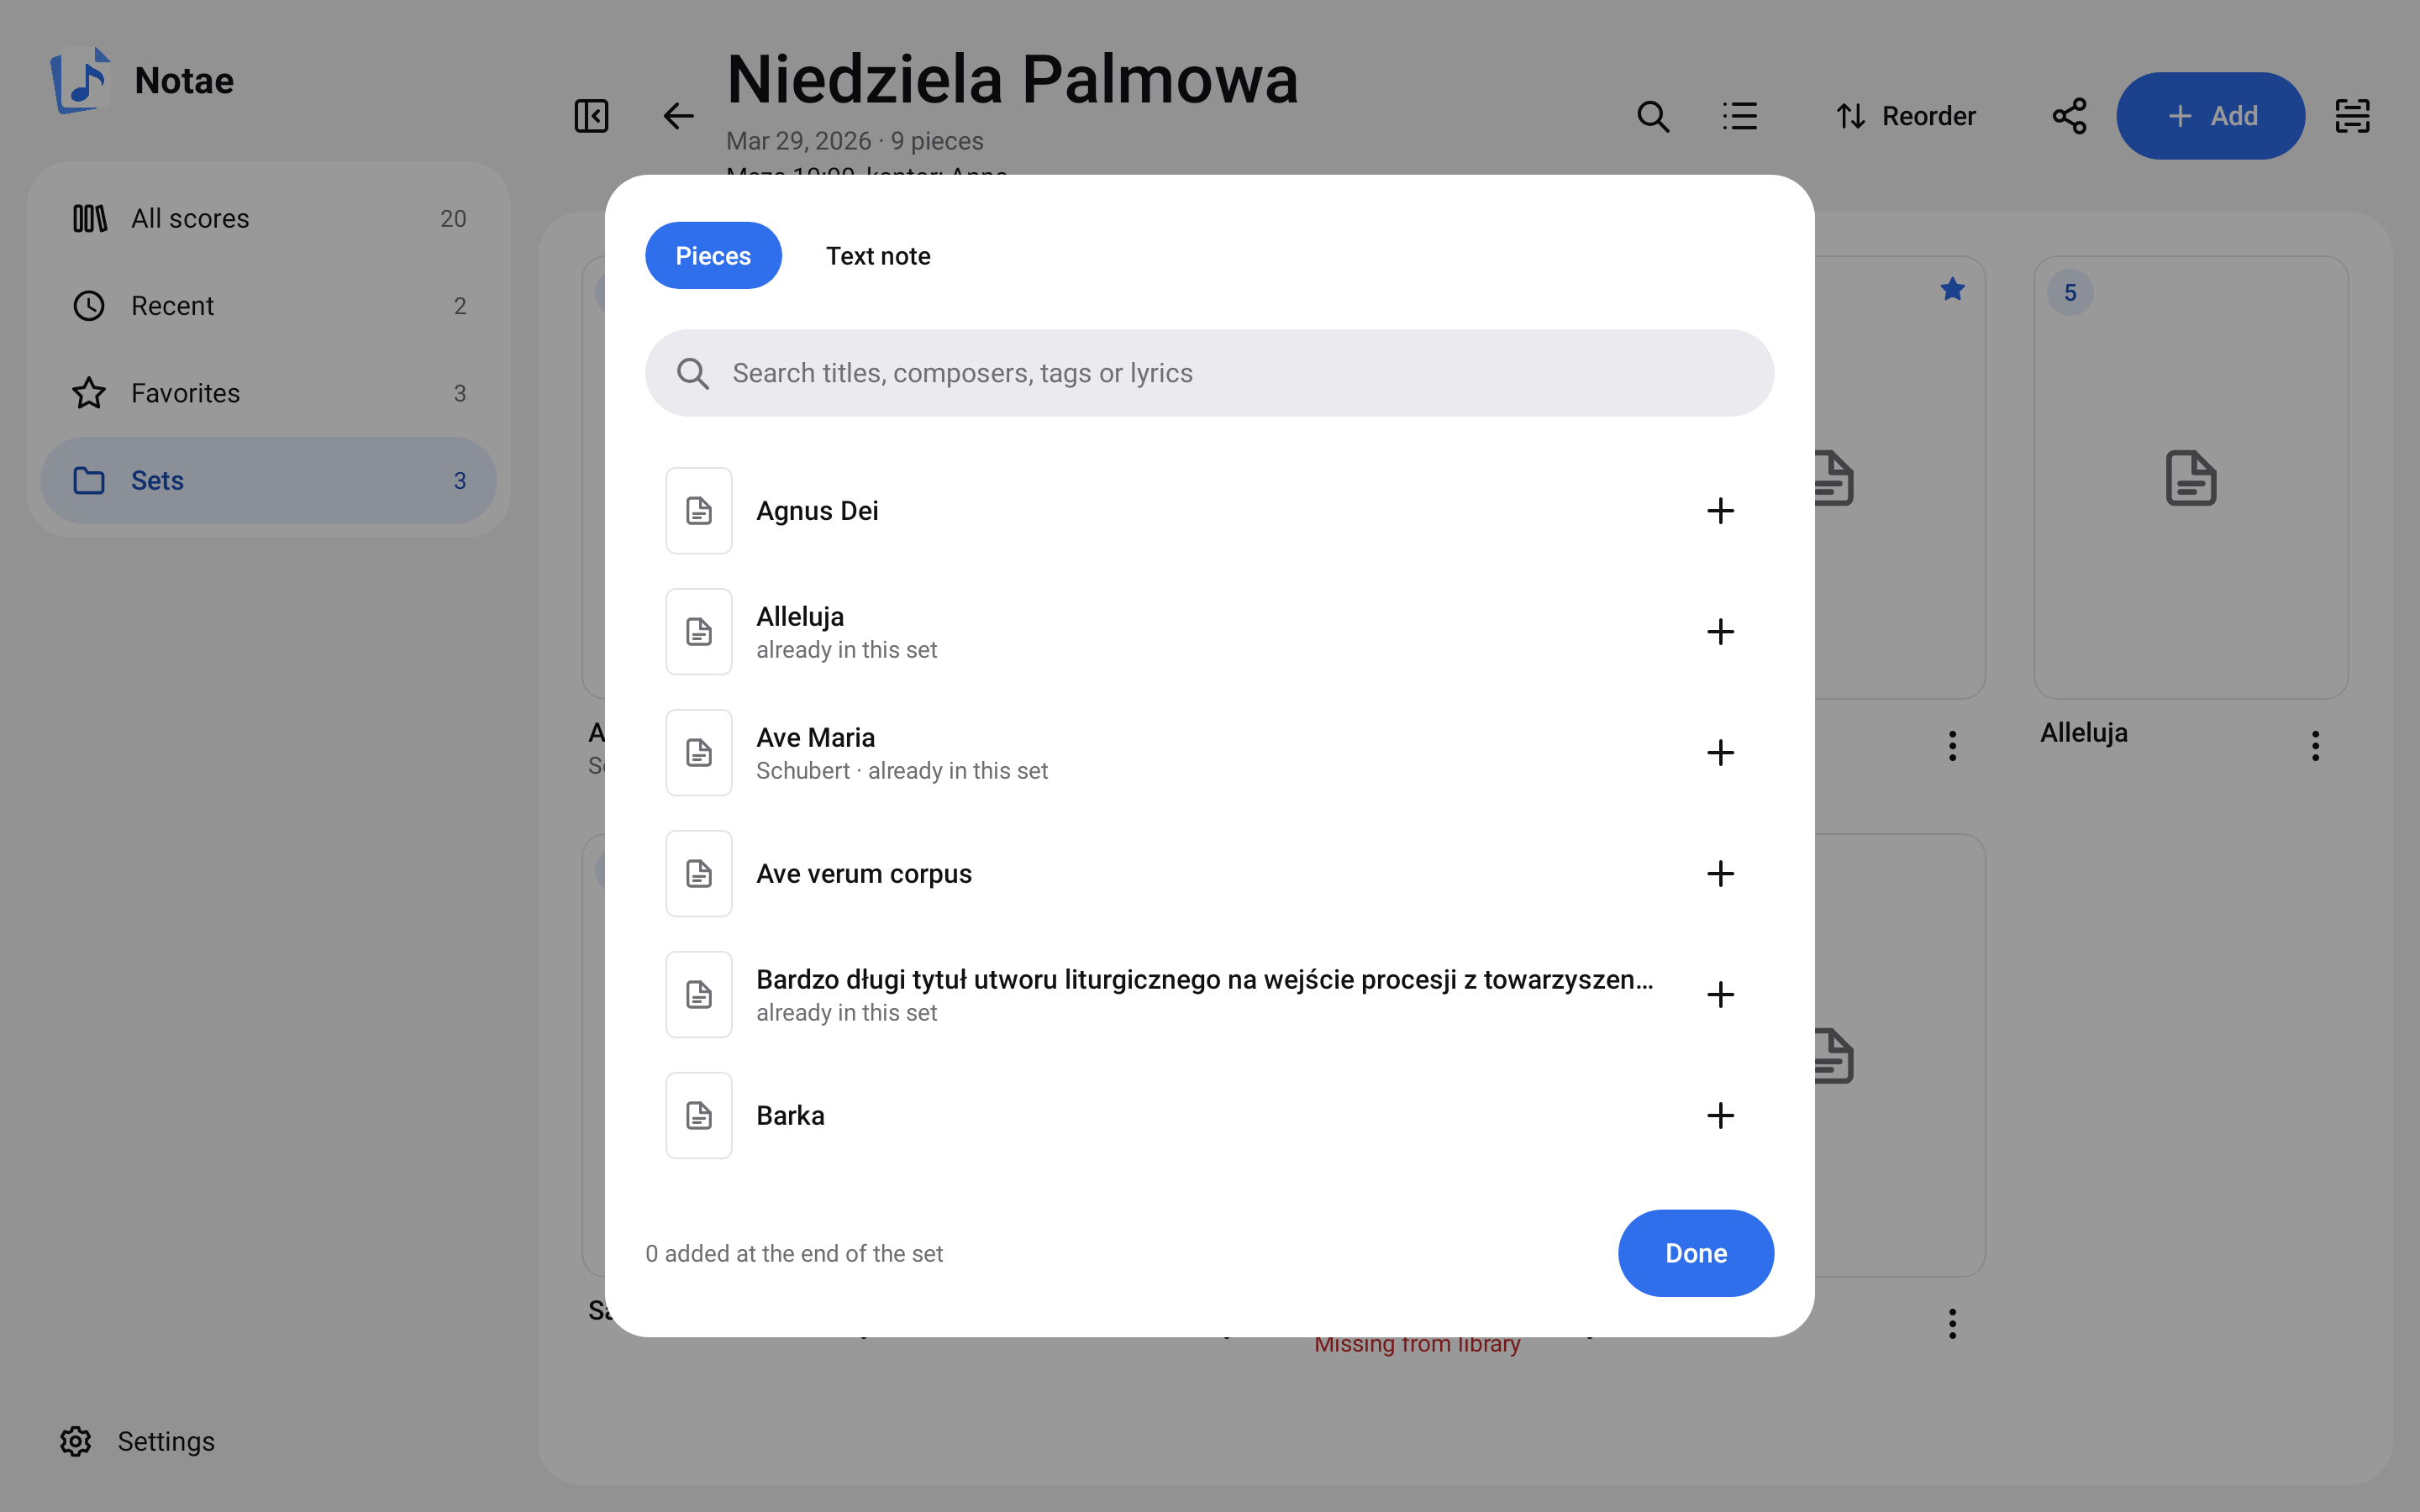 Notae
All scores 20
Recent 2
Favorites 3
Sets 3
Settings
Niedziela Palmowa
Mar 29, 2026 · 9 pieces
Reorder
Add
Pieces
Text note
Search titles, composers, tags or lyrics
Agnus Dei
Alleluja
already in this set
Ave Maria
Schubert · already in this set
Ave verum corpus
Bardzo długi tytuł utworu liturgicznego na wejście procesji z towarzyszen...
already in this set
Barka
0 added at the end of the set
Done
5
Alleluja
Missing from library